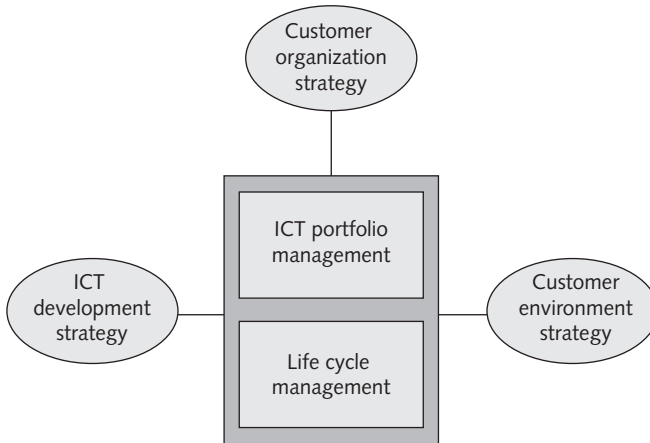 Customer
organization
strategy
ICT portfolio
management
ICT
development
strategy
Customer
environment
strategy
Life cycle
management